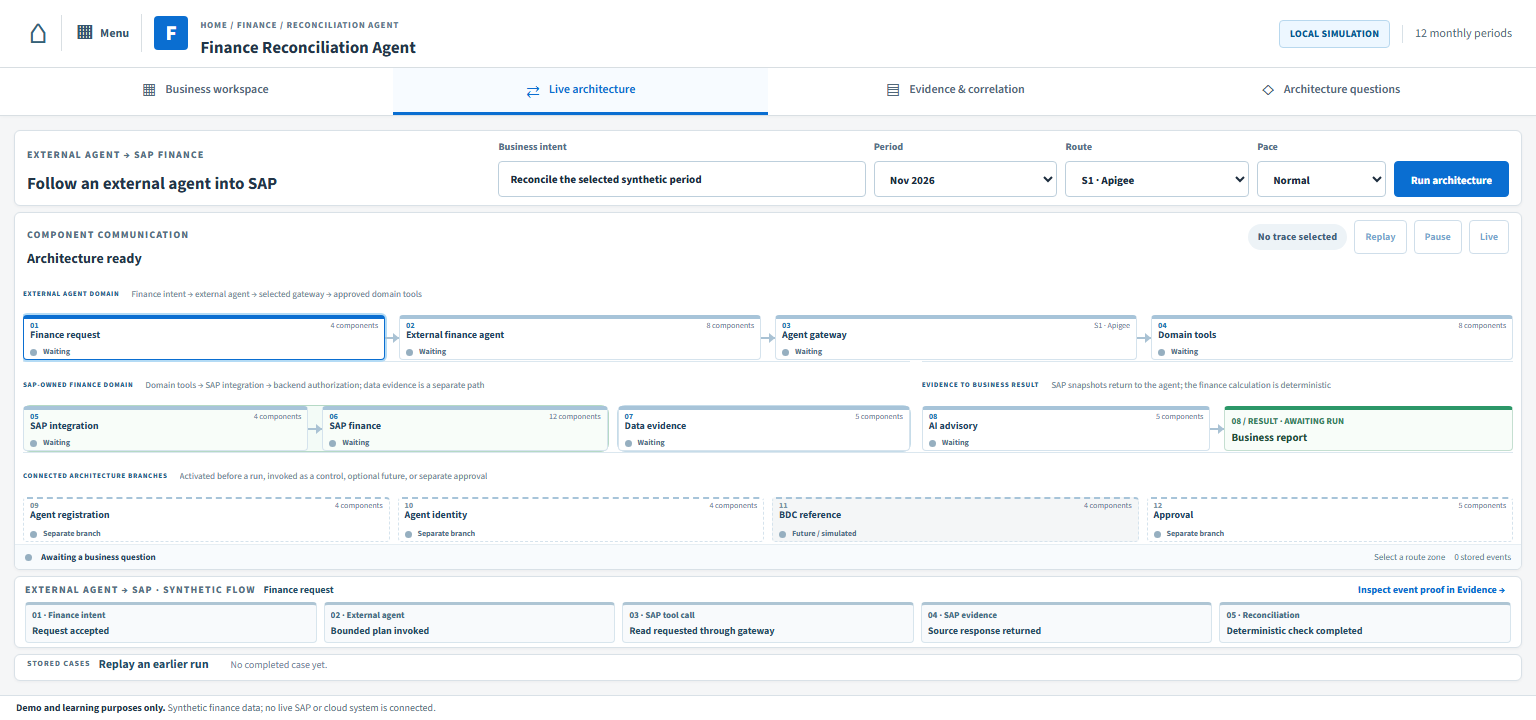 Menu
F
HOME / FINANCE / RECONCILIATION AGENT
Finance Reconciliation Agent
LOCAL SIMULATION
12 monthly periods
Business workspace
Live architecture
Evidence & correlation
Architecture questions
EXTERNAL AGENT → SAP FINANCE
Follow an external agent into SAP
Business intent
Reconcile the selected synthetic period
Period
Nov 2026
Route
S1 · Apigee
Pace
Normal
Run architecture
COMPONENT COMMUNICATION
Architecture ready
No trace selected
Replay
Pause
Live
EXTERNAL AGENT DOMAIN Finance intent → external agent → selected gateway → approved domain tools
01 4 components
Finance request
Waiting
02 8 components
External finance agent
Waiting
03 S1 · Apigee
Agent gateway
Waiting
04 8 components
Domain tools
Waiting
SAP-OWNED FINANCE DOMAIN Domain tools → SAP integration → backend authorization; data evidence is a separate path
EVIDENCE TO BUSINESS RESULT SAP snapshots return to the agent; the finance calculation is deterministic
05 4 components
SAP integration
Waiting
06 12 components
SAP finance
Waiting
07 5 components
Data evidence
Waiting
08 5 components
AI advisory
Waiting
08 / RESULT · AWAITING RUN
Business report
CONNECTED ARCHITECTURE BRANCHES Activated before a run, invoked as a control, optional future, or separate approval
09 4 components
Agent registration
Separate branch
10 4 components
Agent identity
Separate branch
11 4 components
BDC reference
Future / simulated
12 5 components
Approval
Separate branch
Awaiting a business question
Select a route zone 0 stored events
EXTERNAL AGENT → SAP · SYNTHETIC FLOW Finance request
Inspect event proof in Evidence →
01 · Finance intent
Request accepted
02 · External agent
Bounded plan invoked
03 · SAP tool call
Read requested through gateway
04 · SAP evidence
Source response returned
05 · Reconciliation
Deterministic check completed
STORED CASES Replay an earlier run No completed case yet.
Demo and learning purposes only. Synthetic finance data; no live SAP or cloud system is connected.